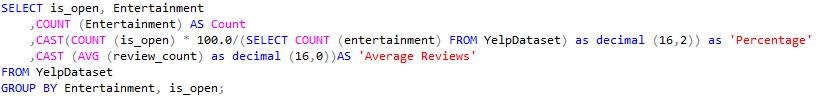 SELECT is_open, Entertainment
,COUNT (Entertainment) AS Count
,CAST(COUNT (is_open) * 100.0/(SELECT COUNT (entertainment) FROM YelpDataset) as decimal (16,2)) as 'Percentage'
,CAST (AVG (review_count) as decimal (16,0))AS 'Average Reviews'
FROM YelpDataset
GROUP BY Entertainment, is_open;